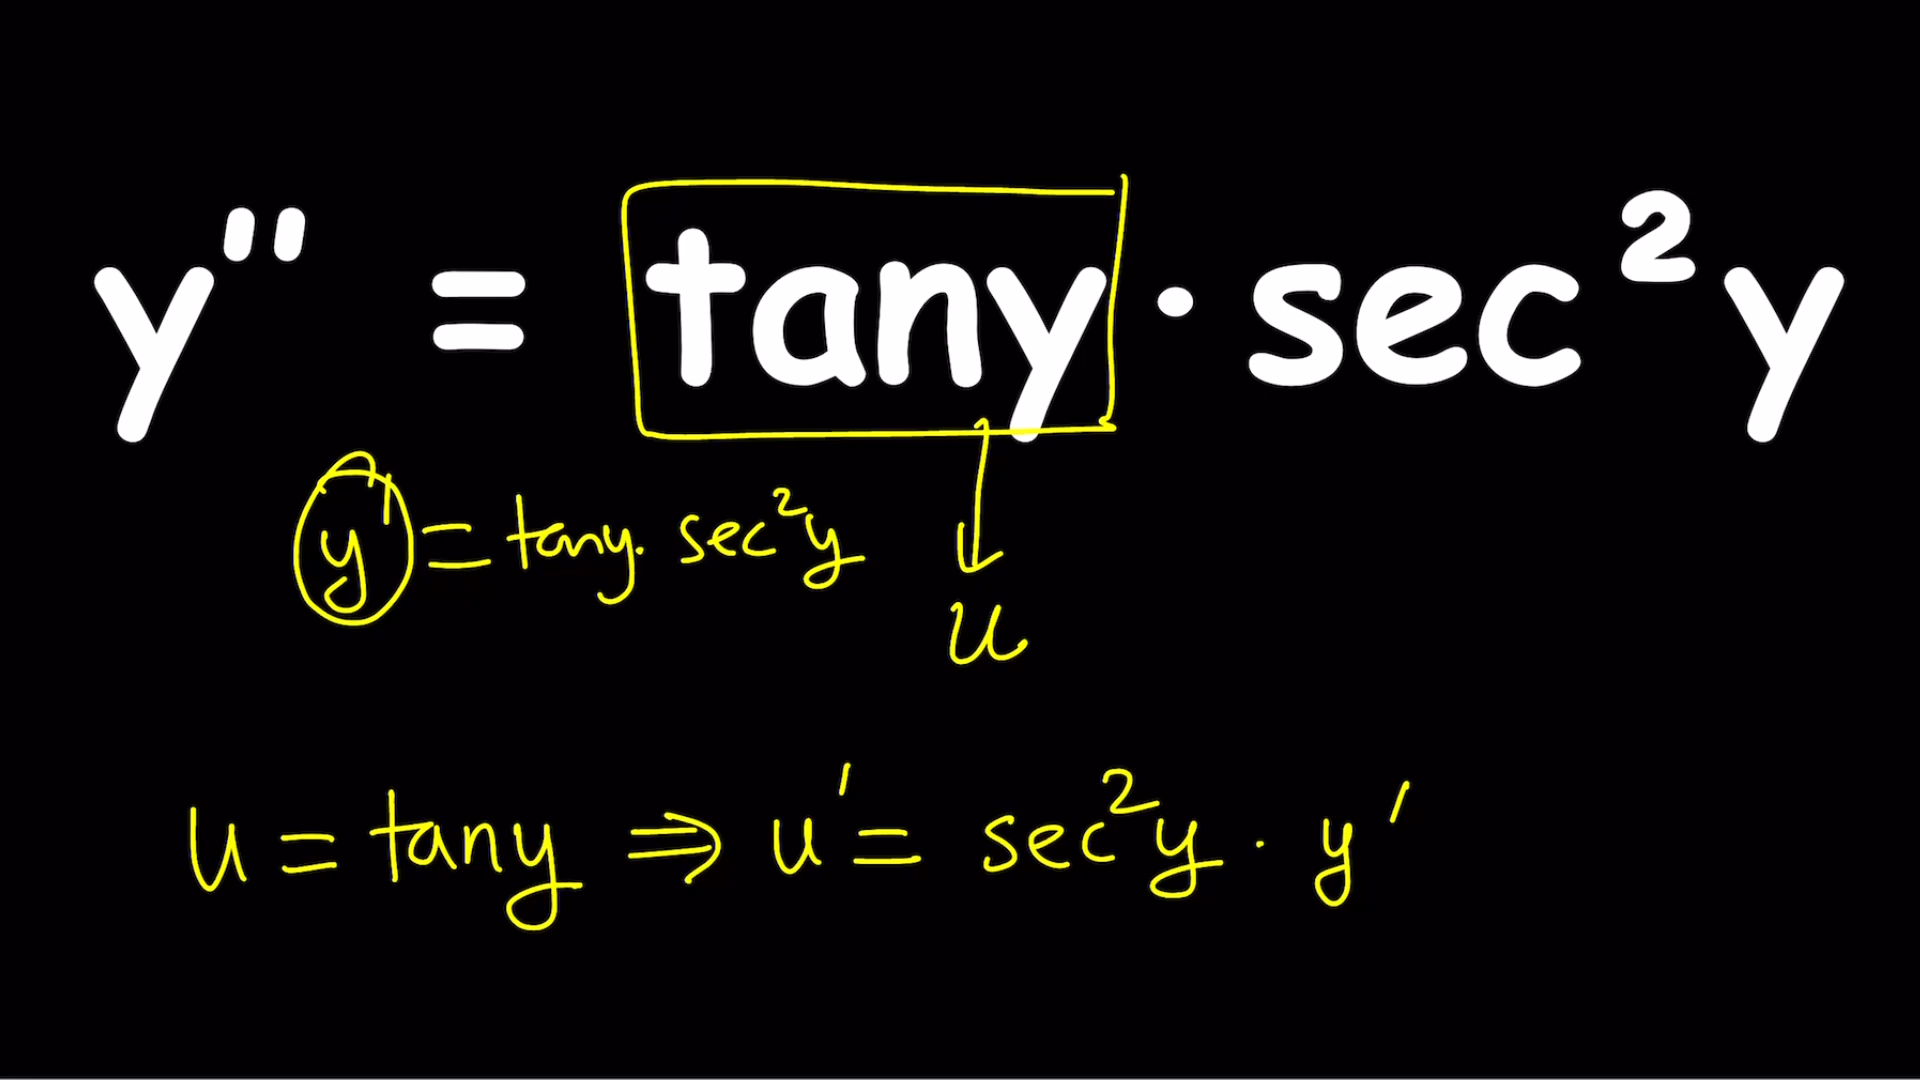 y'' = tany · sec²y
y' = tany · sec²y
u
u = tany ⇒ u' = sec²y · y'